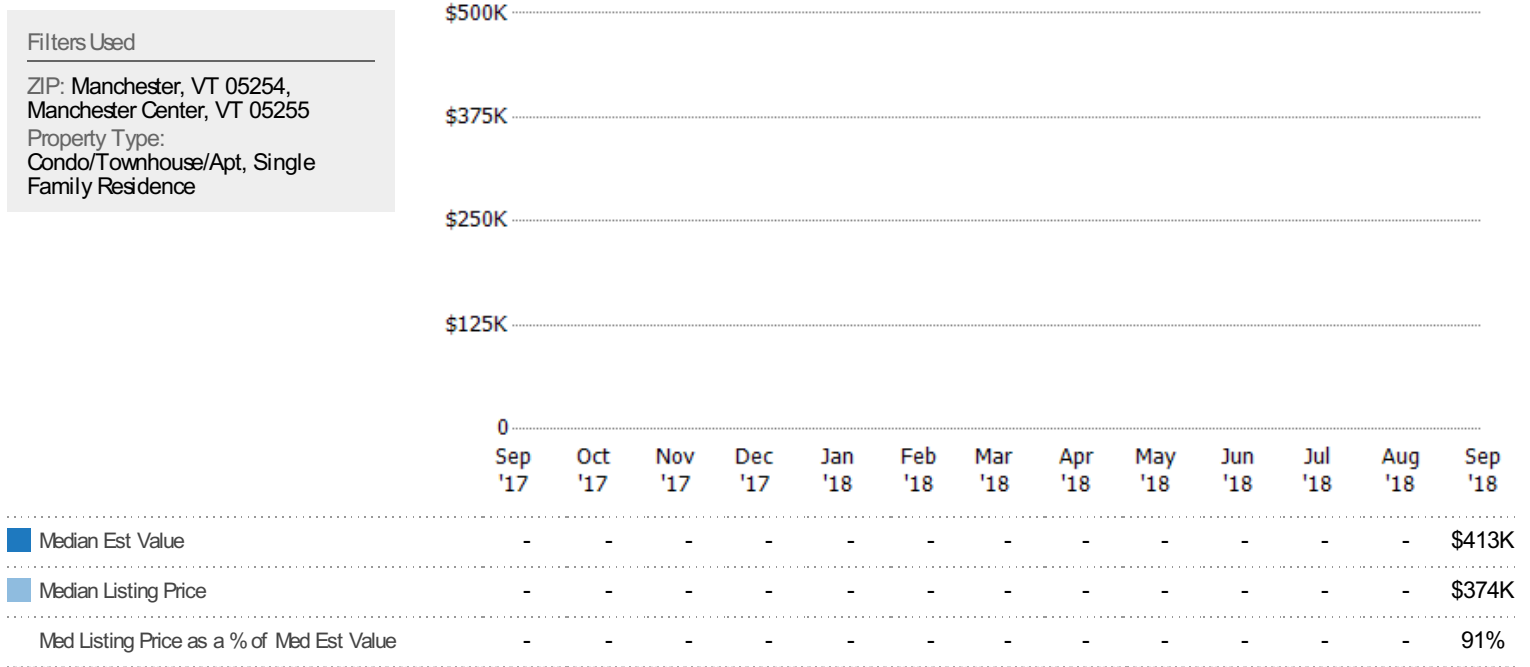 Filters Used
ZIP: Manchester, VT 05254,
Manchester Center, VT 05255
Property Type:
Condo/Townhouse/Apt, Single
Family Residence
$500K
$375K
$250K
$125K
0
Sep Oct Nov Dec Jan Feb Mar Apr May Jun Jul Aug Sep
'17 '17 '17 '17 '18 '18 '18 '18 '18 '18 '18 '18 '18
Median Est Value - - - - - - - - - - - - $413K
Median Listing Price - - - - - - - - - - - - $374K
Med Listing Price as a % of Med Est Value - - - - - - - - - - - - 91%